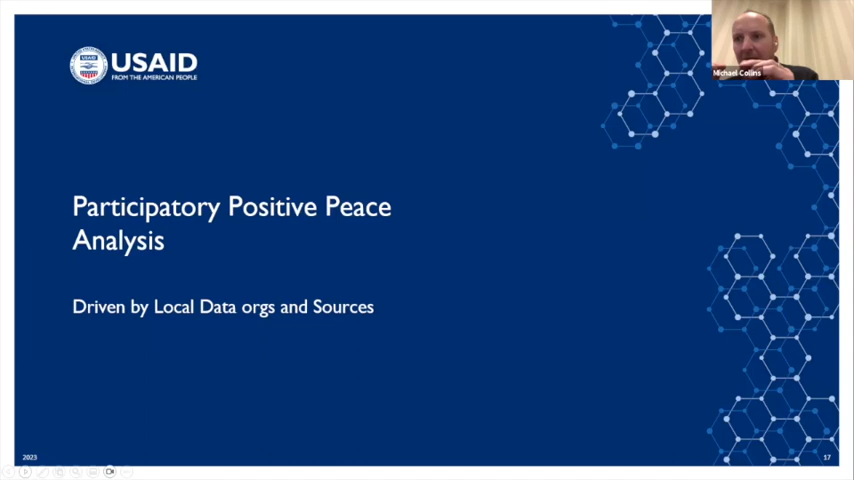 USAID
FROM THE AMERICAN PEOPLE
Michael Collins
Participatory Positive Peace
Analysis
Driven by Local Data orgs and Sources
2023
17